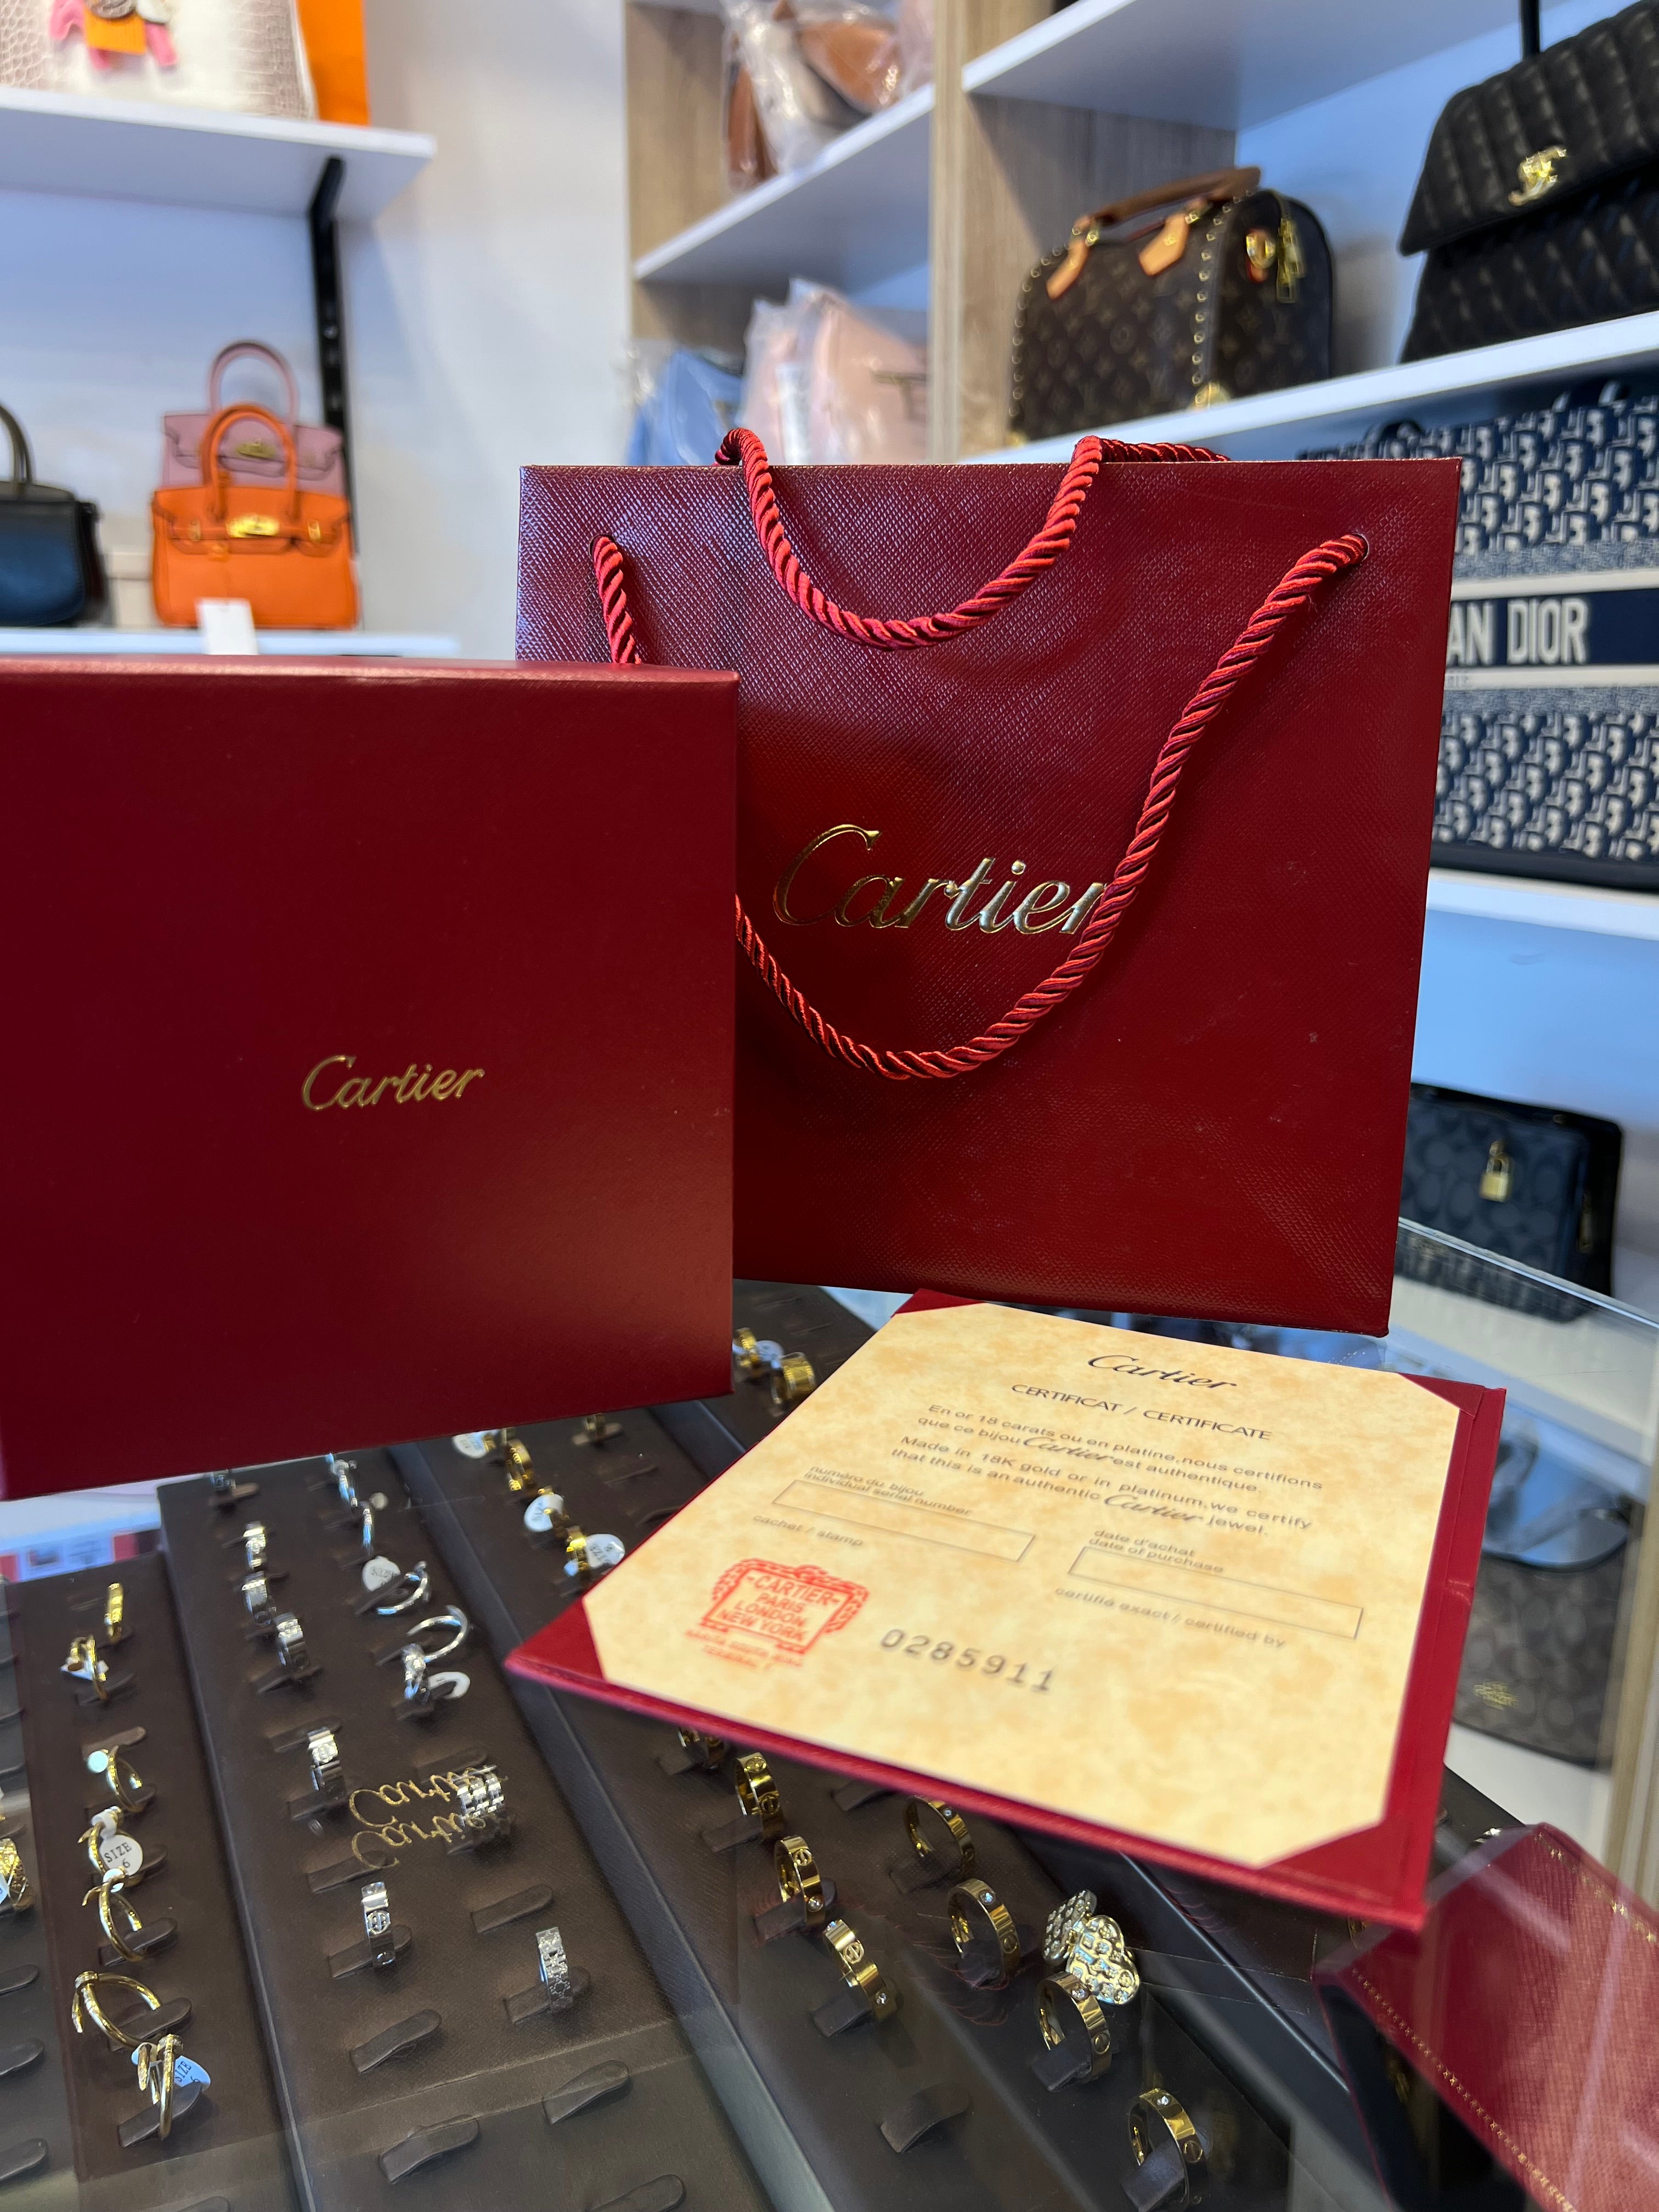 AN DIOR
Cartier
Cartier
Cartier
CERTIFICAT / CERTIFICATE
En or 18 carats ou en platine,nous certifions
que ce bijou Cartier est authentique.
Made in 18K gold or in platinum,we certify
that this is an authentic Cartier jewel.
numéro du bijou
individual serial number
cachet / stamp
date d'achat
date of purchase
certifié exact / certified by
CARTIER
PARIS
LONDON
NEW YORK
0285911
SIZE
6
SIZE